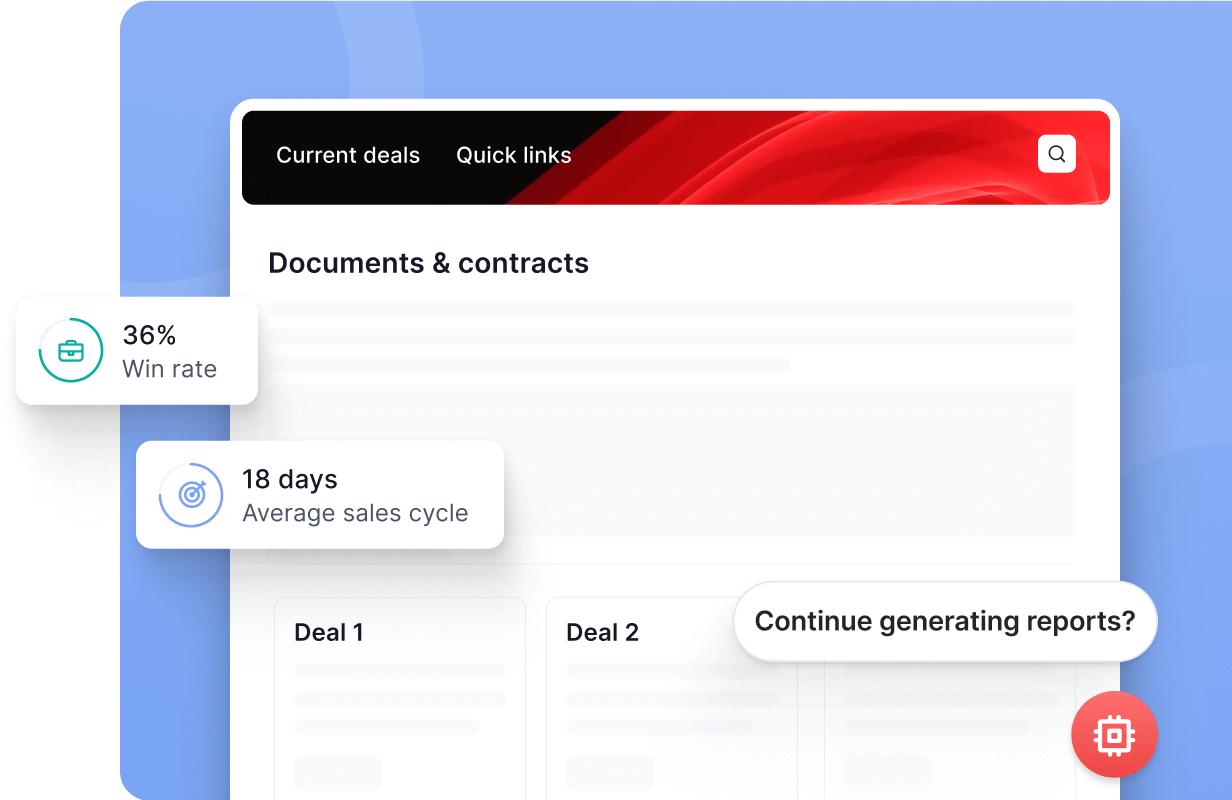 Current deals
Quick links
Documents & contracts
36%
Win rate
18 days
Average sales cycle
Deal 1
Deal 2
Continue generating reports?